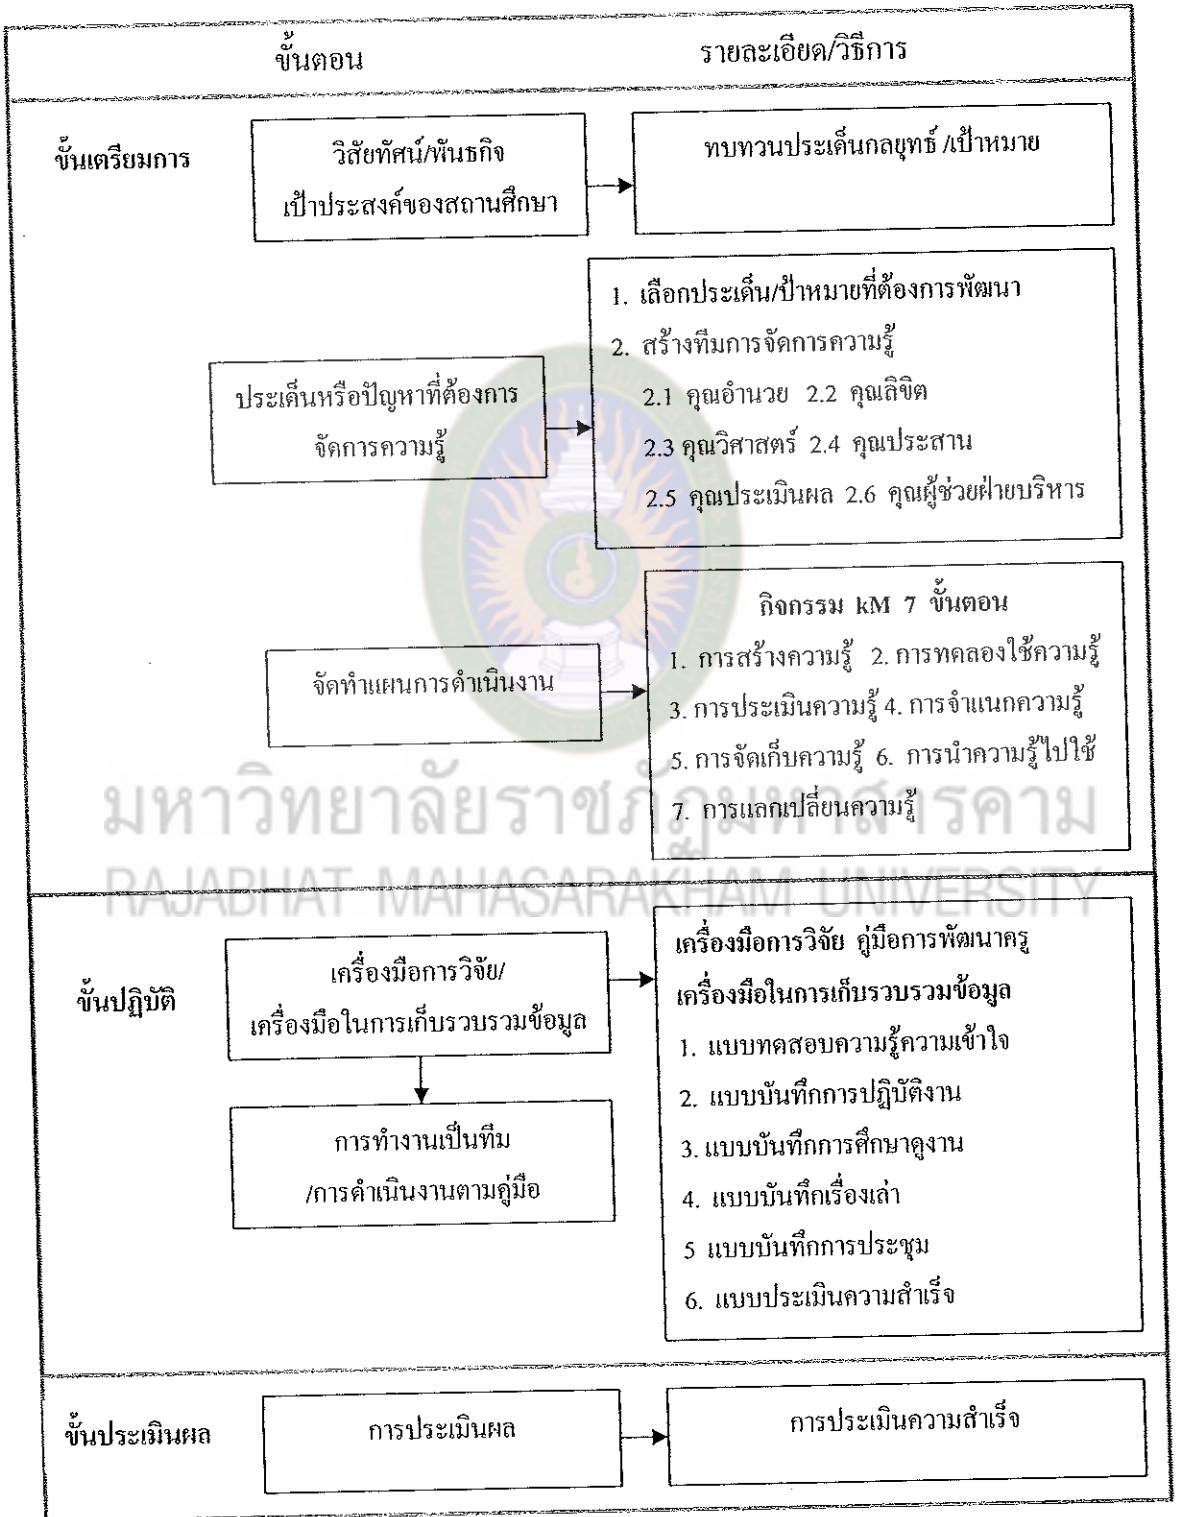 ขั้นตอน รายละเอียด/วิธีการ
ขั้นเตรียมการ
วิสัยทัศน์/พันธกิจ
เป้าประสงค์ของสถานศึกษา
ทบทวนประเด็นกลยุทธ์ /เป้าหมาย
ประเด็นหรือปัญหาที่ต้องการ
จัดการความรู้
1. เลือกประเด็น/ป้าหมายที่ต้องการพัฒนา
2. สร้างทีมการจัดการความรู้
2.1 คุณอำนวย 2.2 คุณลิขิต
2.3 คุณวิศาสตร์ 2.4 คุณประสาน
2.5 คุณประเมินผล 2.6 คุณผู้ช่วยฝ่ายบริหาร
จัดทำแผนการดำเนินงาน
กิจกรรม kM 7 ขั้นตอน
1. การสร้างความรู้ 2. การทดลองใช้ความรู้
3. การประเมินความรู้ 4. การจำแนกความรู้
5. การจัดเก็บความรู้ 6. การนำความรู้ไปใช้
7. การแลกเปลี่ยนความรู้
มหาวิทยาลัยราชภัฏมหาสารคาม
RAJABHAT MAHASARAKHAM UNIVERSITY
ขั้นปฏิบัติ
เครื่องมือการวิจัย/
เครื่องมือในการเก็บรวบรวมข้อมูล
การทำงานเป็นทีม
/การดำเนินงานตามคู่มือ
เครื่องมือการวิจัย คู่มือการพัฒนาครู
เครื่องมือในการเก็บรวบรวมข้อมูล
1. แบบทดสอบความรู้ความเข้าใจ
2. แบบบันทึกการปฏิบัติงาน
3. แบบบันทึกการศึกษาดูงาน
4. แบบบันทึกเรื่องเล่า
5 แบบบันทึกการประชุม
6. แบบประเมินความสำเร็จ
ขั้นประเมินผล
การประเมินผล
การประเมินความสำเร็จ